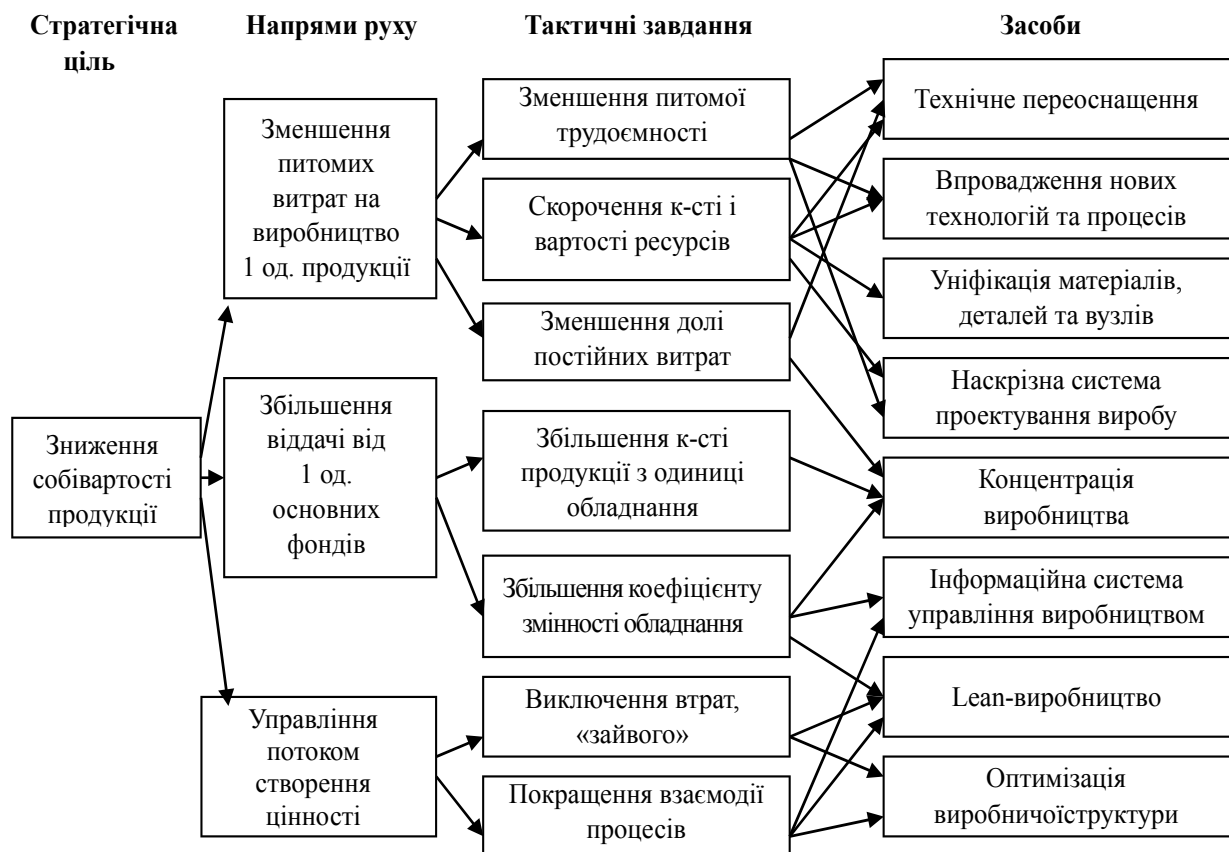 Стратегічна
ціль
Напрями руху
Тактичні завдання
Засоби
Зниження
собівартості
продукції
Зменшення
питомих
витрат на
виробництво
1 од. продукції
Збільшення
віддачі від
1 од.
основних
фондів
Управління
потоком
створення
цінності
Зменшення питомої
трудоємності
Скорочення к-сті і
вартості ресурсів
Зменшення долі
постійних витрат
Збільшення к-сті
продукції з одиниці
обладнання
Збільшення коефіцієнту
змінності обладнання
Виключення втрат,
«зайвого»
Покращення взаємодії
процесів
Технічне переоснащення
Впровадження нових
технологій та процесів
Уніфікація матеріалів,
деталей та вузлів
Наскрізна система
проектування виробу
Концентрація
виробництва
Інформаційна система
управління виробництвом
Lean-виробництво
Оптимізація
виробничоїструктури